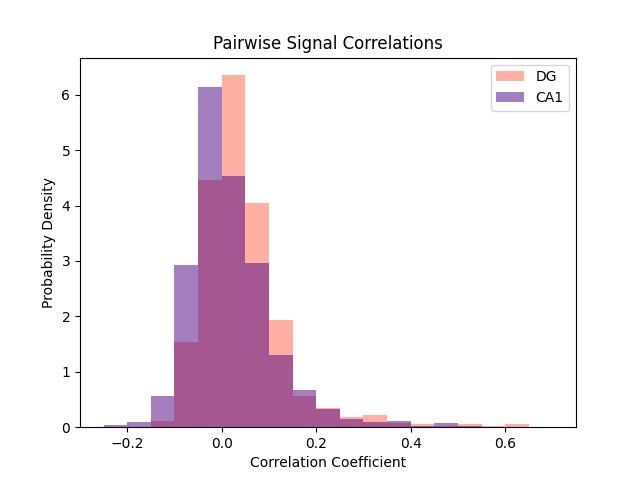 Pairwise Signal Correlations
DG
CA1
Probability Density
6
5
4
3
2
1
0
−0.2
0.0
0.2
0.4
0.6
Correlation Coefficient